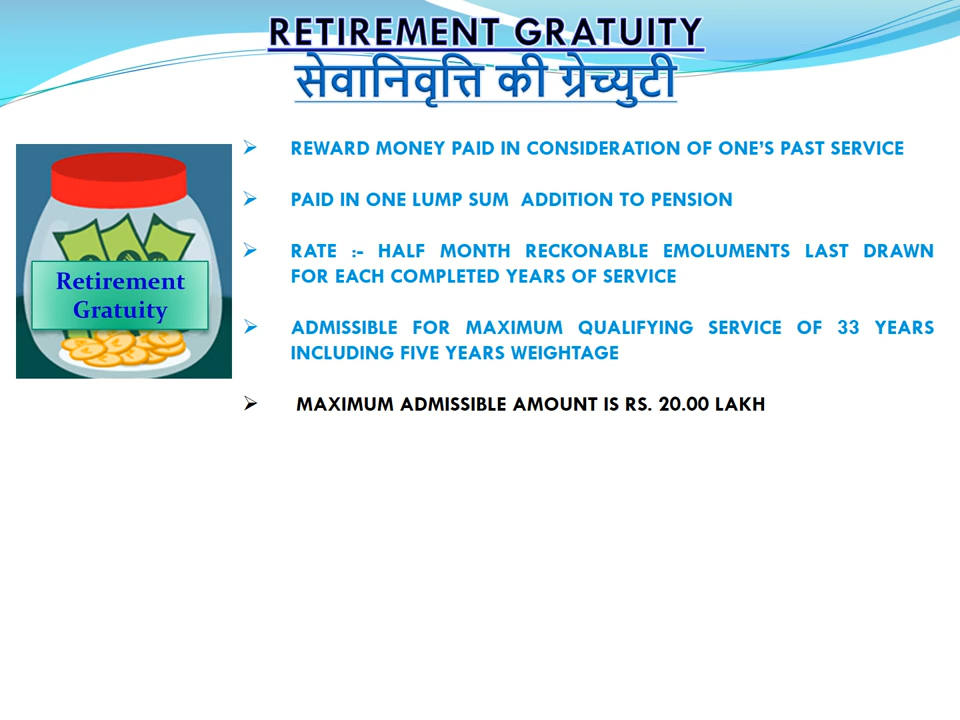 RETIREMENT GRATUITY
सेवानिवृत्ति की ग्रेच्युटी
Retirement
Gratuity
➢ REWARD MONEY PAID IN CONSIDERATION OF ONE'S PAST SERVICE
➢ PAID IN ONE LUMP SUM ADDITION TO PENSION
➢ RATE :- HALF MONTH RECKONABLE EMOLUMENTS LAST DRAWN
FOR EACH COMPLETED YEARS OF SERVICE
➢ ADMISSIBLE FOR MAXIMUM QUALIFYING SERVICE OF 33 YEARS
INCLUDING FIVE YEARS WEIGHTAGE
➢ MAXIMUM ADMISSIBLE AMOUNT IS RS. 20.00 LAKH